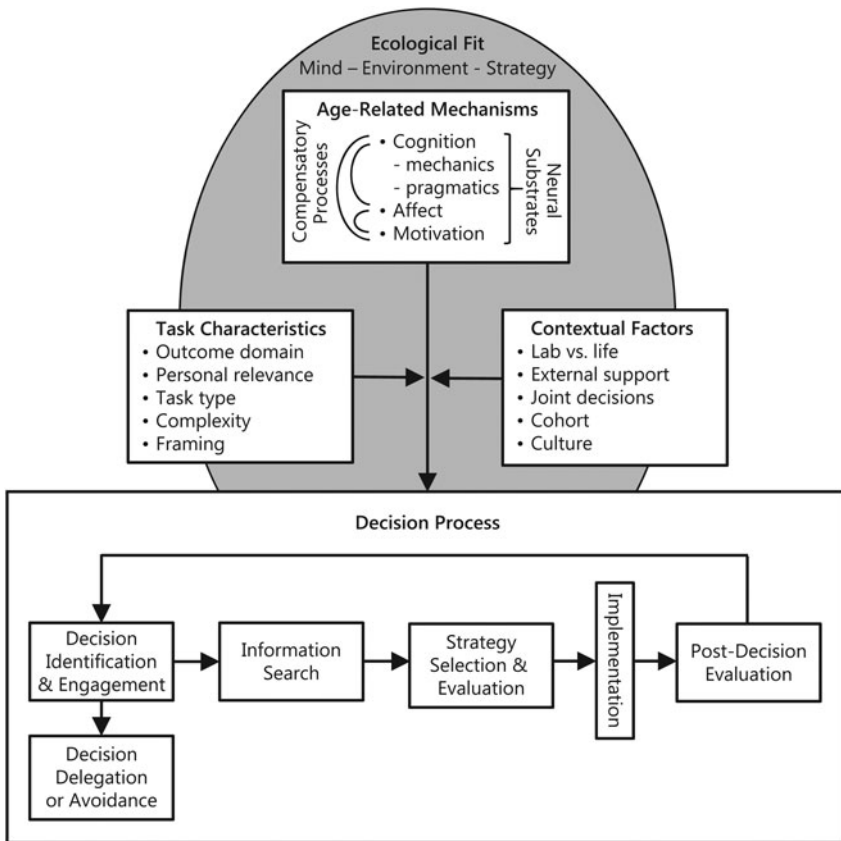 Ecological Fit
Mind – Environment - Strategy
Age-Related Mechanisms
Compensatory
Processes
• Cognition
- mechanics
- pragmatics
• Affect
• Motivation
Neural
Substrates
Task Characteristics
• Outcome domain
• Personal relevance
• Task type
• Complexity
• Framing
Contextual Factors
• Lab vs. life
• External support
• Joint decisions
• Cohort
• Culture
Decision Process
Decision
Identification
& Engagement
Information
Search
Strategy
Selection &
Evaluation
Implementation
Post-Decision
Evaluation
Decision
Delegation
or Avoidance